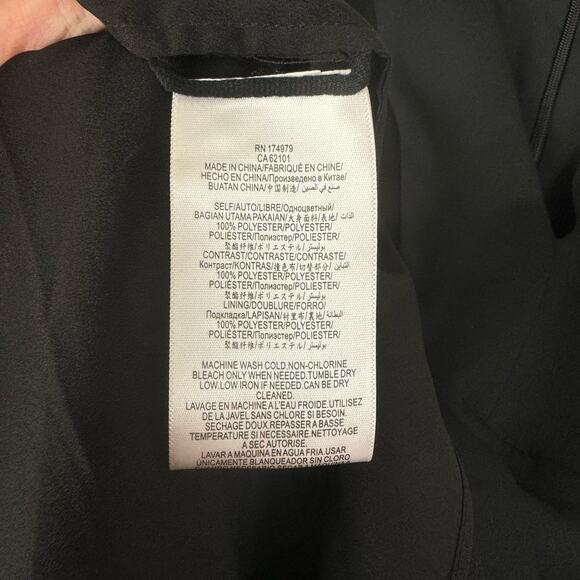 RN 174979
CA 62101
MADE IN CHINA/FABRIQUÉ EN CHINE/
HECHO EN CHINA/Произведено в Китае/
BUATAN CHINA/中国制造/ صنع في الصين/
SELF/AUTO/LIBRE/Одноцветный/
BAGIAN UTAMA PAKAIAN/大身面料/表地/ الذات/
100% POLYESTER/POLYESTER/
POLIÉSTER/Полиэстер/POLIESTER/
聚酯纤维/ポリエステル/ بوليستر/
CONTRAST/CONTRASTE/CONTRASTE/
Контраст/KONTRAS/撞色布/切替部分/ التباين/
100% POLYESTER/POLYESTER/
POLIÉSTER/Полиэстер/POLIESTER/
聚酯纤维/ポリエステル/ بوليستر/
LINING/DOUBLURE/FORRO/
Подкладка/LAPISAN/衬里布/裏地/ البطانة/
100% POLYESTER/POLYESTER/
POLIÉSTER/Полиэстер/POLIESTER/
聚酯纤维/ポリエステル/ بوليستر/
MACHINE WASH COLD.NON-CHLORINE
BLEACH ONLY WHEN NEEDED.TUMBLE DRY
LOW.LOW IRON IF NEEDED.CAN BE DRY
CLEANED.
LAVAGE EN MACHINE A L'EAU FROIDE.UTILISEZ
DE LA JAVEL SANS CHLORE SI BESOIN.
SECHAGE DOUX.REPASSER A BASSE
TEMPERATURE SI NECESSAIRE.NETTOYAGE
A SEC AUTORISE.
LAVAR A MAQUINA EN AGUA FRIA.USAR
ÚNICAMENTE BLANQUEADOR SIN CLORO